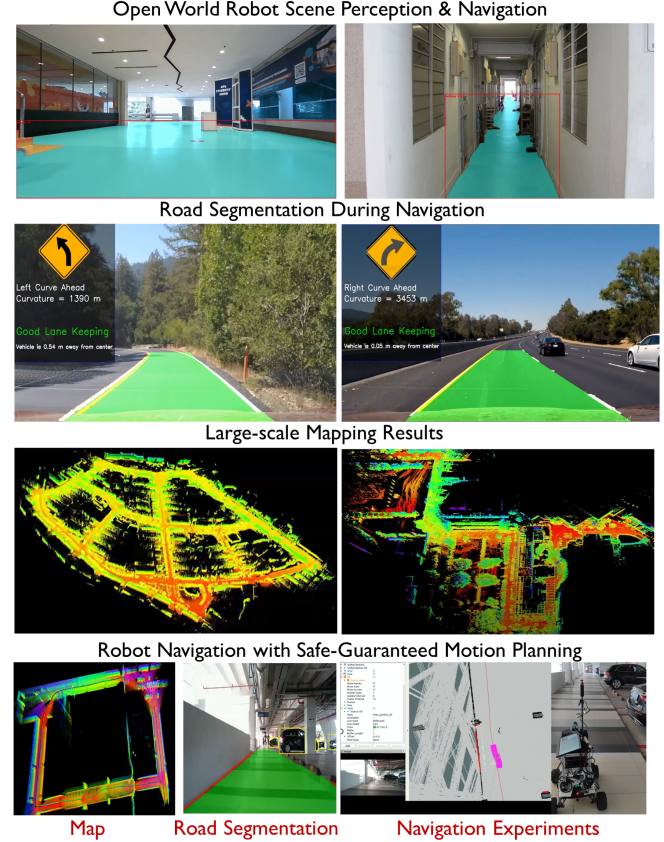 Open World Robot Scene Perception & Navigation
Road Segmentation During Navigation
Left Curve Ahead
Curvature = 1390 m
Good Lane Keeping
Vehicle is 0.54 m away from center
Right Curve Ahead
Curvature = 3453 m
Good Lane Keeping
Vehicle is 0.05 m away from center
Large-scale Mapping Results
Robot Navigation with Safe-Guaranteed Motion Planning
Map
Road Segmentation
Navigation Experiments